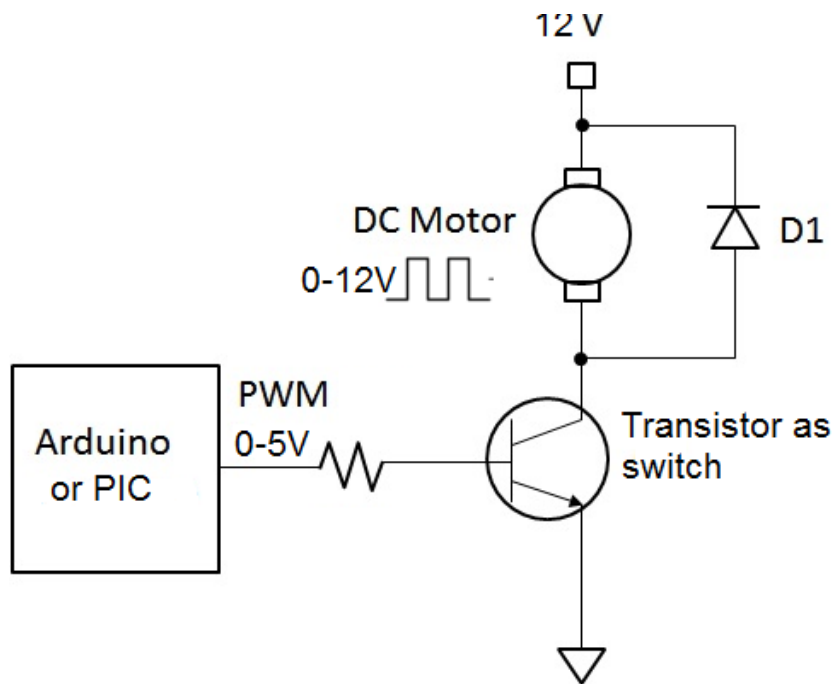 12 V
DC Motor
0-12V
D1
PWM
0-5V
Arduino
or PIC
Transistor as
switch